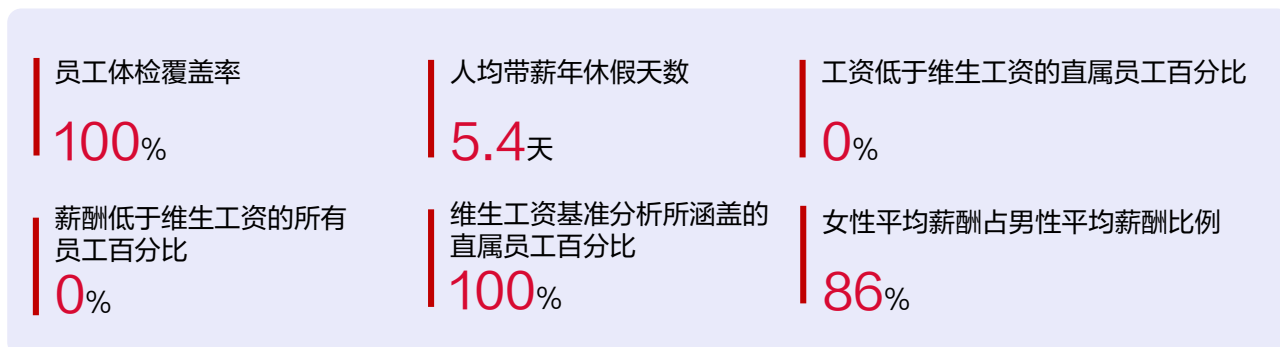 员工体检覆盖率
100%
人均带薪年休假天数
5.4天
工资低于维生工资的直属员工百分比
0%
薪酬低于维生工资的所有
员工百分比
0%
维生工资基准分析所涵盖的
直属员工百分比
100%
女性平均薪酬占男性平均薪酬比例
86%